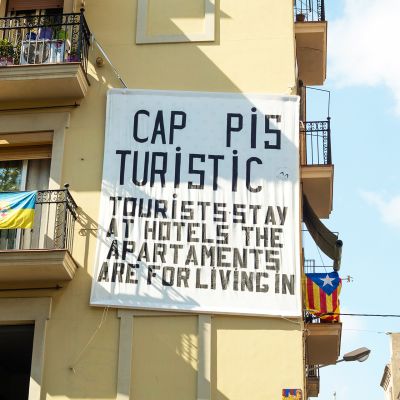 CAP PiS
TURiSTiC
TOURISTS STAY
AT HOTELS THE
APARTAMENTS
ARE FOR LIVING IN